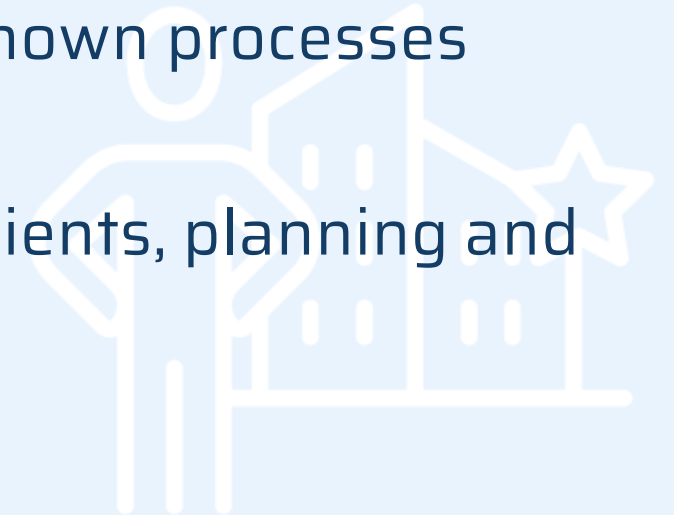 nown processes
ients, planning and